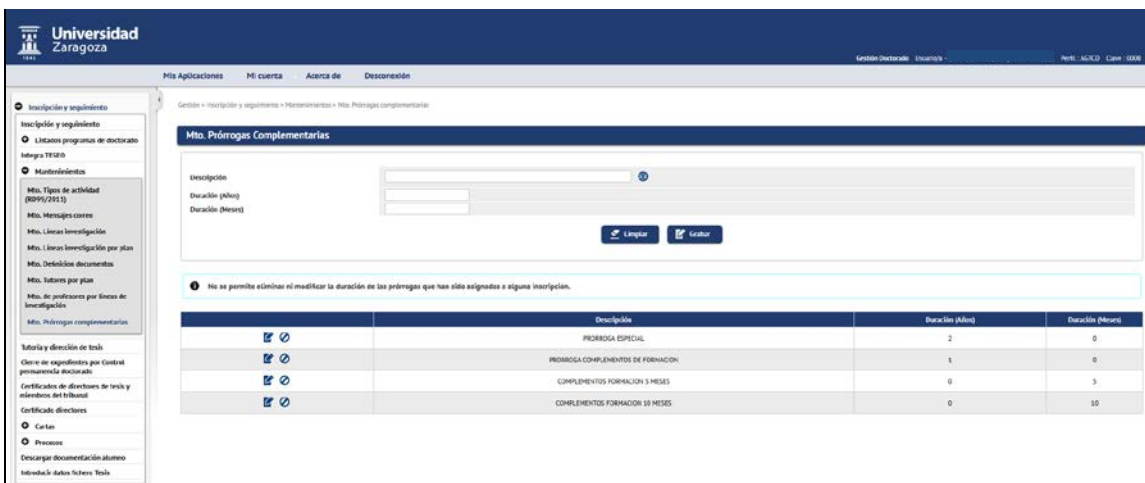 Universidad
Zaragoza
1542
Gestión Doctorado Usuario/a - Perfil : AGTCD Clave : 0000
Mis Aplicaciones Mi cuenta Acerca de Desconexión
Inscripción y seguimiento
Inscripción y seguimiento
Listados programas de doctorado
Integra TESEO
Mantenimientos
Mto. Tipos de actividad
(RD99/2011)
Mto. Mensajes correo
Mto. Líneas investigación
Mto. Líneas investigación por plan
Mto. Definición documentos
Mto. Tutores por plan
Mto. de profesores por líneas de
investigación
Mto. Prórrogas complementarias
Tutoría y dirección de tesis
Cierre de expedientes por Control
permanencia doctorado
Certificados de directores de tesis y
miembros del tribunal
Certificado directores
Cartas
Procesos
Descargar documentación alumno
Introducir datos fichero Tesis
Gestión > Inscripción y seguimiento > Mantenimientos > Mto. Prórrogas complementarias
Mto. Prórrogas Complementarias
Descripción
Duración (Años)
Duración (Meses)
Limpiar Grabar
No se permite eliminar ni modificar la duración de las prórrogas que han sido asignadas a alguna inscripción.
Descripción Duración (Años) Duración (Meses)
PRORROGA ESPECIAL 2 0
PRORROGA COMPLEMENTOS DE FORMACION 1 0
COMPLEMENTOS FORMACION 5 MESES 0 5
COMPLEMENTOS FORMACION 10 MESES 0 10